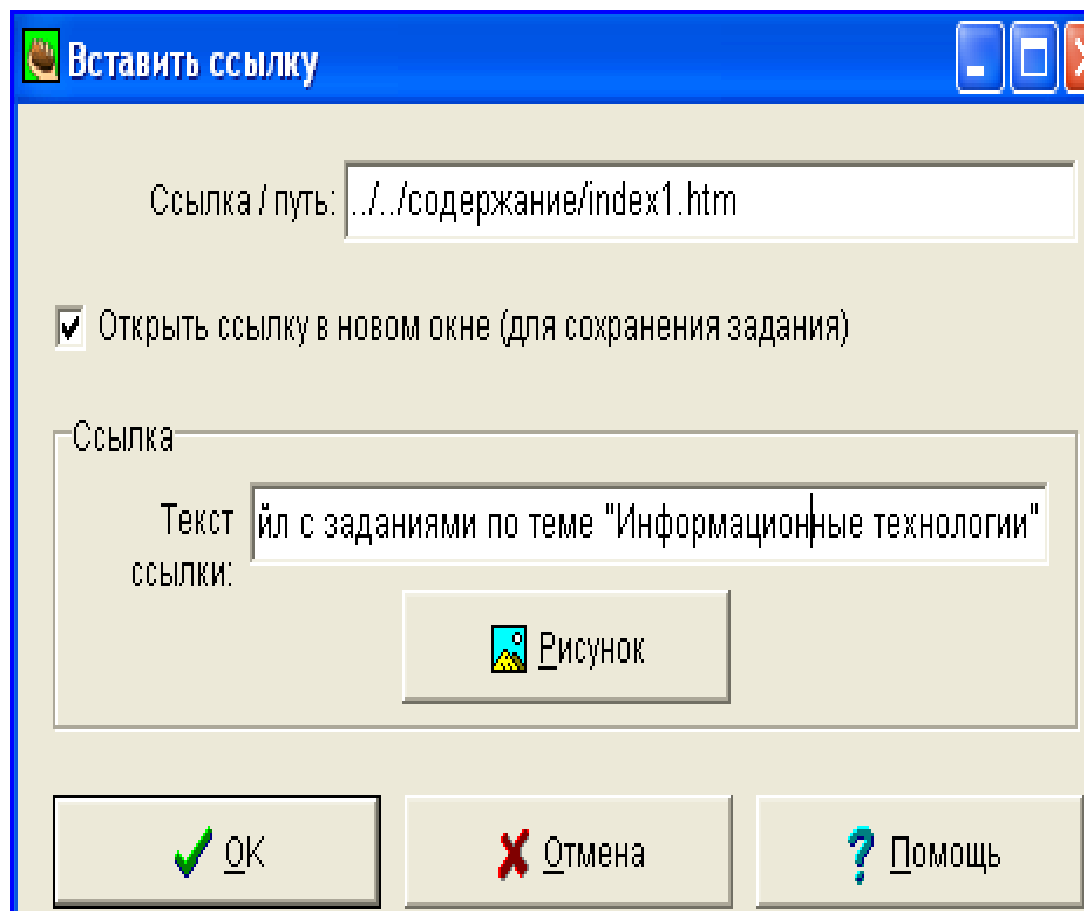 Вставить ссылку
Ссылка / путь: ../../содержание/index1.htm
Открыть ссылку в новом окне (для сохранения задания)
Ссылка
Текст ссылки: йл с заданиями по теме "Информационные технологии"
Рисунок
OK Отмена Помощь